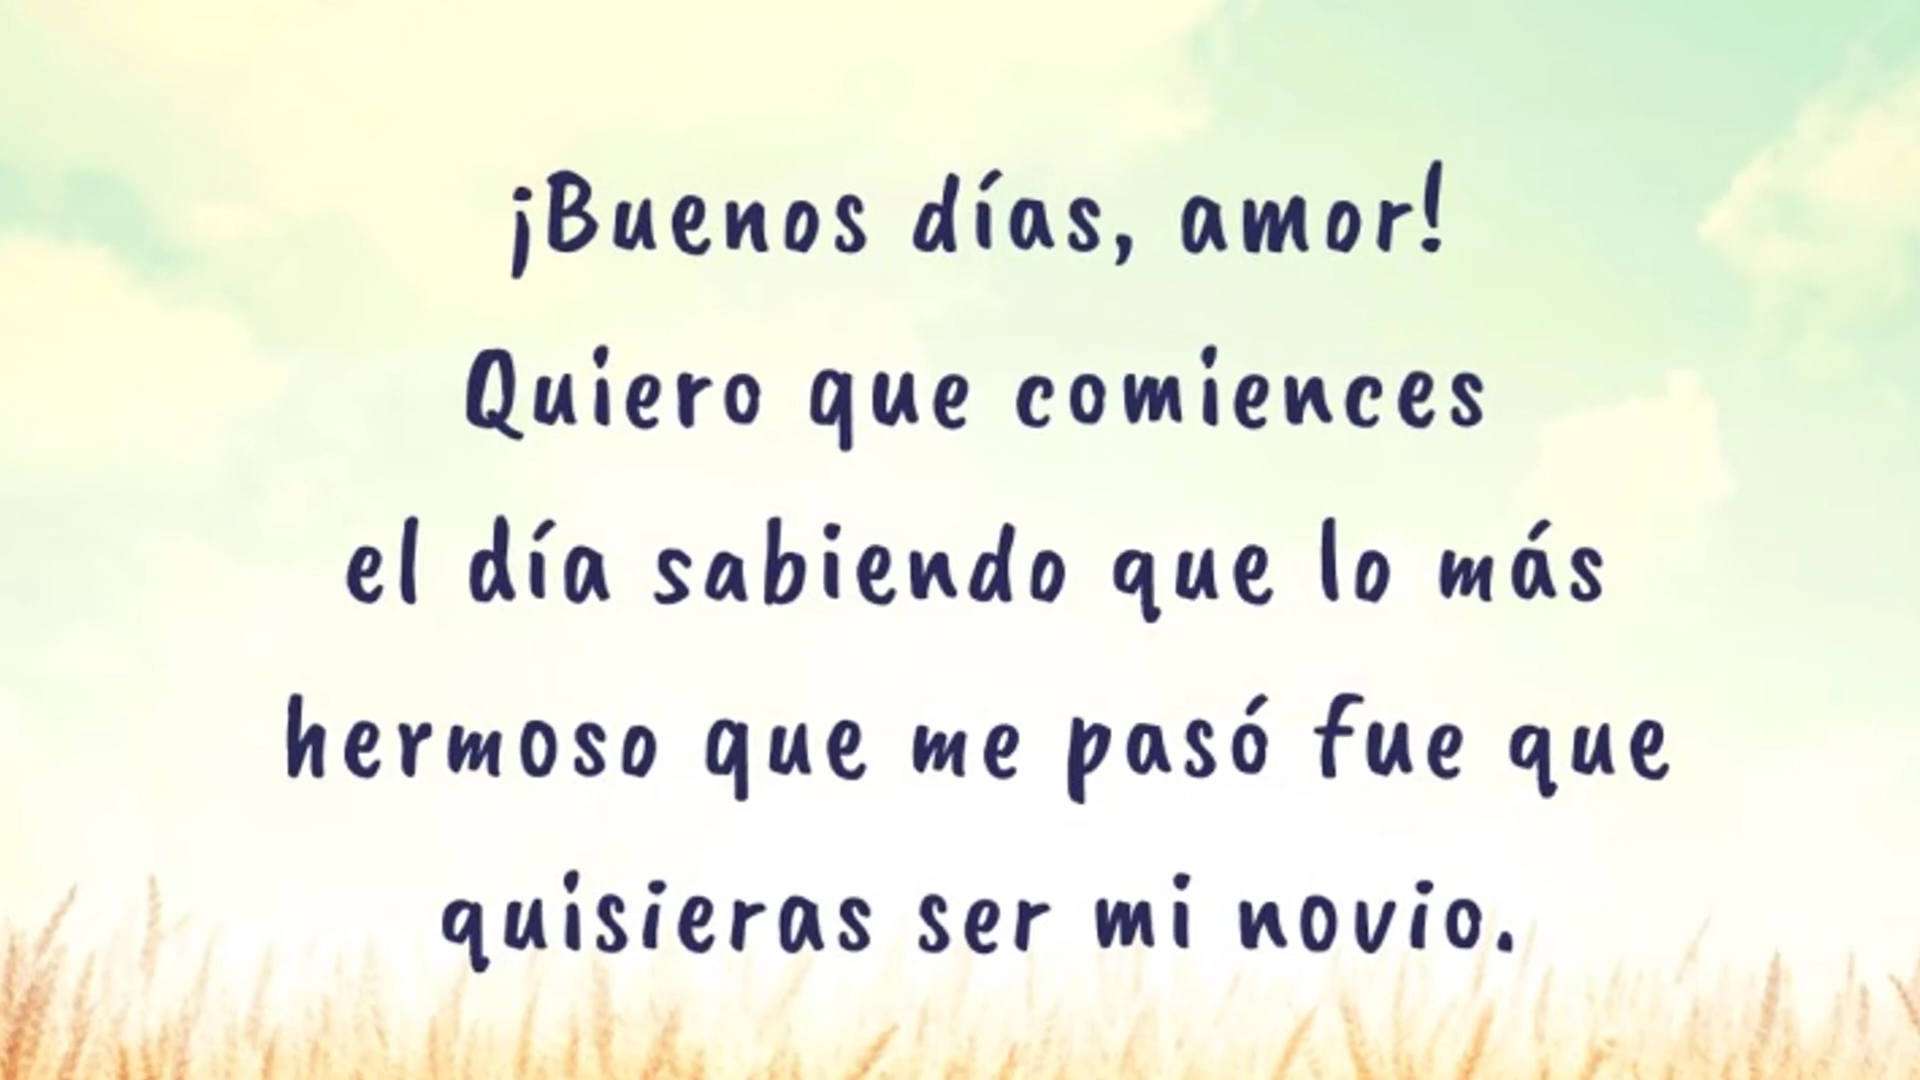 ¡Buenos días, amor!
Quiero que comiences
el día sabiendo que lo más
hermoso que me pasó fue que
quisieras ser mi novio.